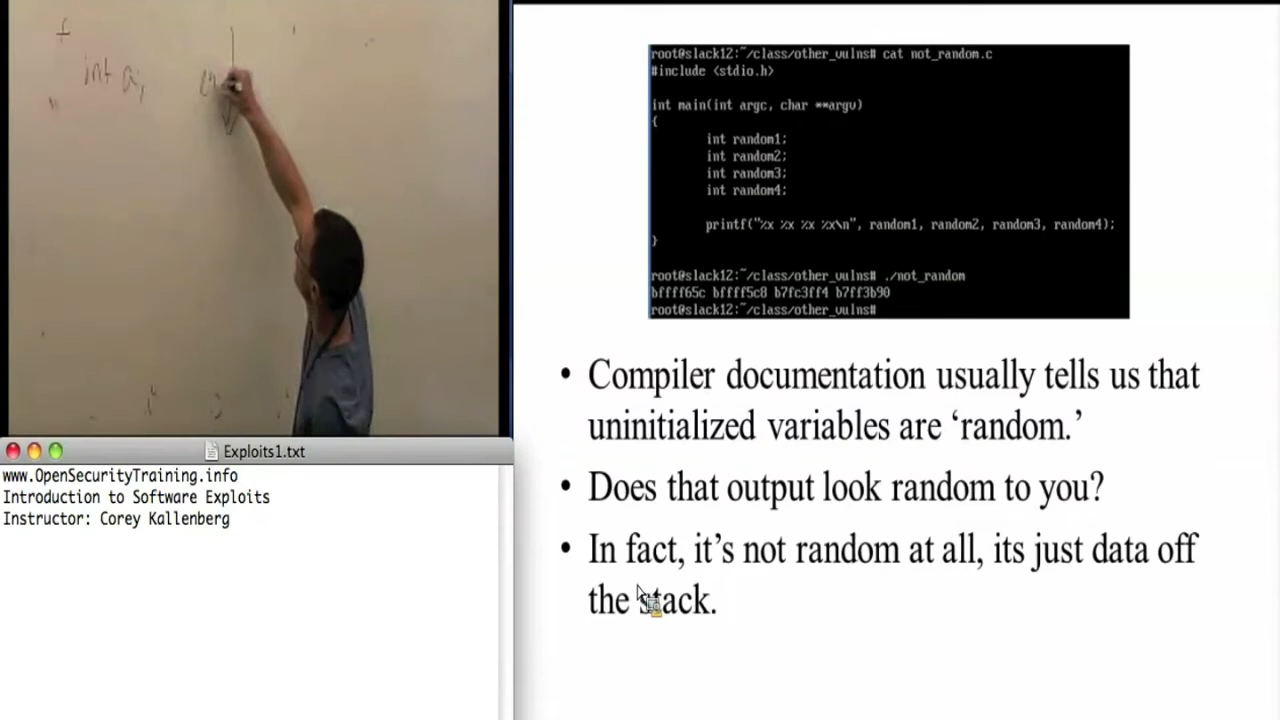 int a;
root@slack12:~/class/other_vulns# cat not_random.c
#include <stdio.h>
int main(int argc, char **argv)
{
int random1;
int random2;
int random3;
int random4;
printf("%x %x %x %x\n", random1, random2, random3, random4);
}
root@slack12:~/class/other_vulns# ./not_random
bffff65c bffff5c8 b7fc3ff4 b7ff3b90
root@slack12:~/class/other_vulns#
• Compiler documentation usually tells us that
uninitialized variables are ‘random.’
• Does that output look random to you?
• In fact, it’s not random at all, its just data off
the stack.
Exploits1.txt
www.OpenSecurityTraining.info
Introduction to Software Exploits
Instructor: Corey Kallenberg